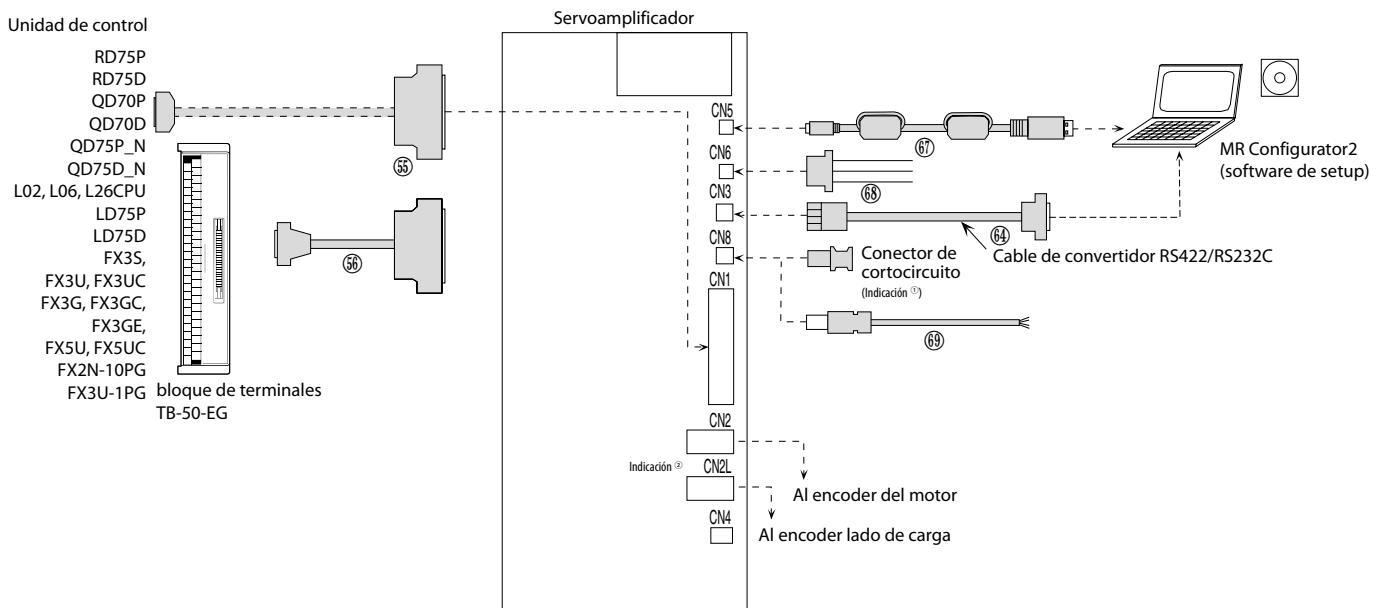 Servoamplificador
Unidad de control
RD75P
RD75D
QD70P
QD70D
QD75P_N
QD75D_N
L02, L06, L26CPU
LD75P
LD75D
FX3S,
FX3U, FX3UC
FX3G, FX3GC,
FX3GE,
FX5U, FX5UC
FX2N-10PG
FX3U-1PG
bloque de terminales
TB-50-EG
55
56
CN5
CN6
CN3
CN8
CN1
CN2
Indicación ②
CN2L
CN4
67
68
64
MR Configurator2
(software de setup)
Cable de convertidor RS422/RS232C
Conector de
cortocircuito
(Indicación ①)
69
Al encoder del motor
Al encoder lado de carga